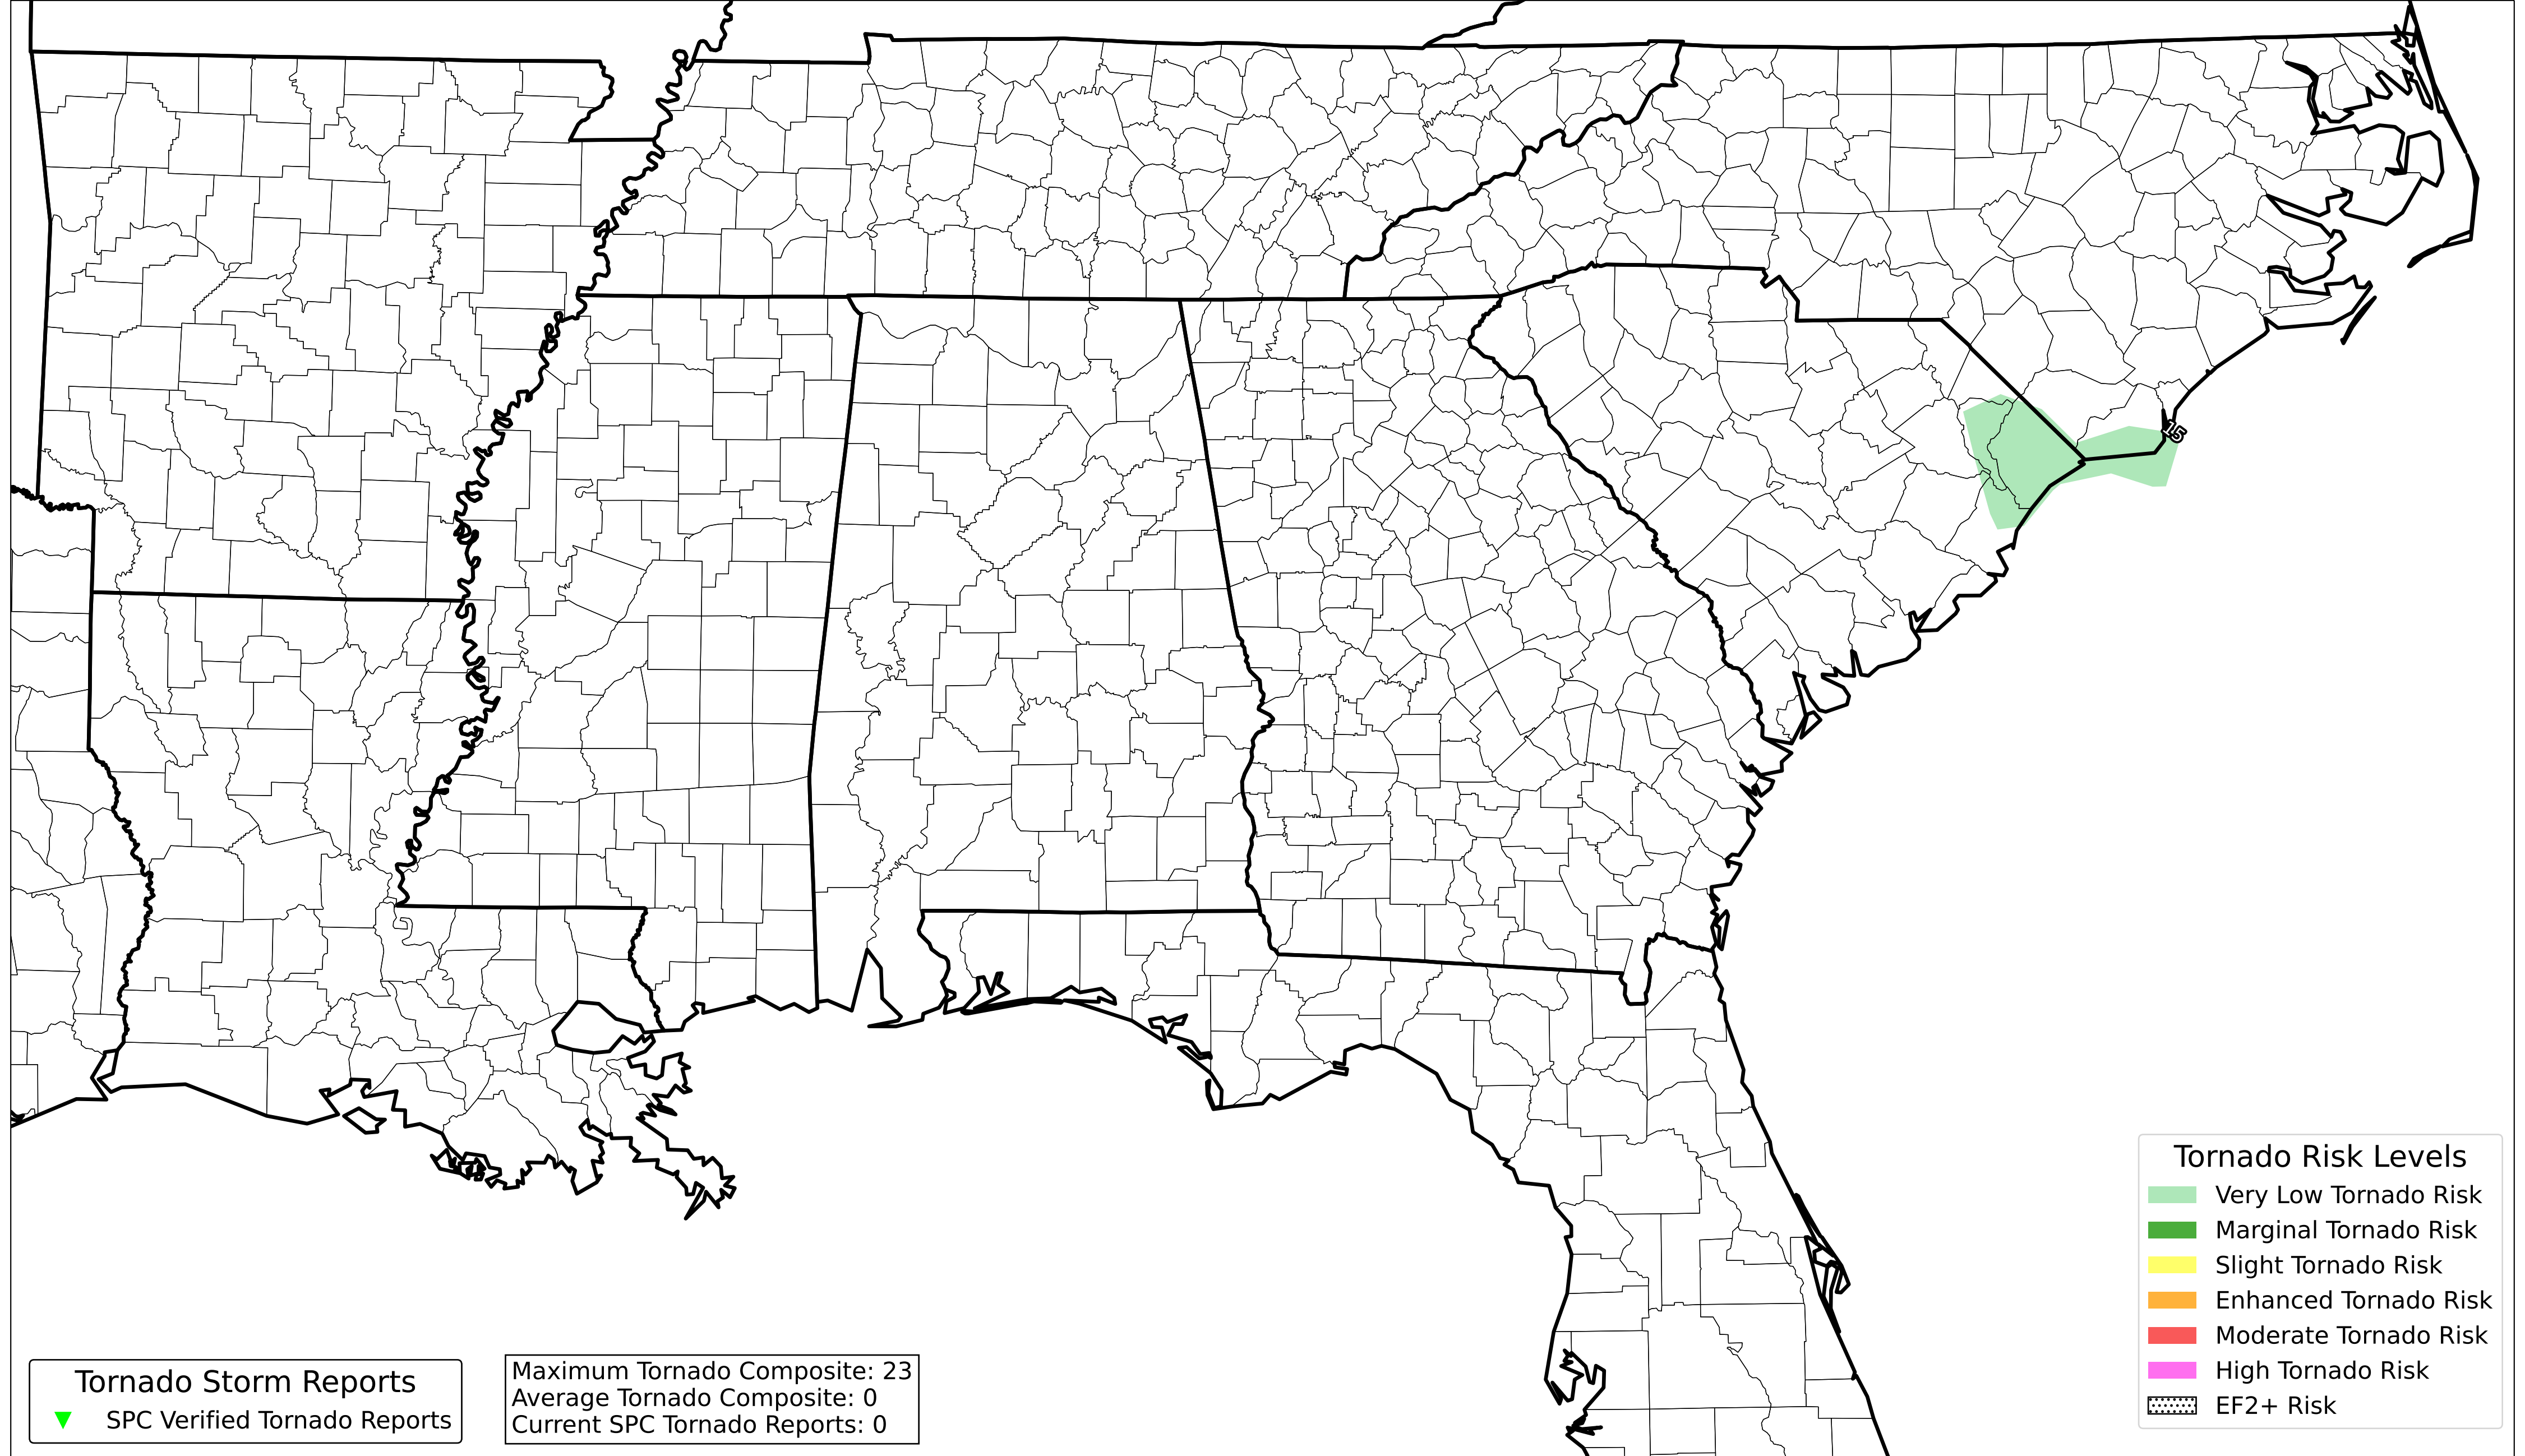 15
Tornado Risk Levels
Very Low Tornado Risk
Marginal Tornado Risk
Slight Tornado Risk
Enhanced Tornado Risk
Moderate Tornado Risk
High Tornado Risk
EF2+ Risk
Tornado Storm Reports
SPC Verified Tornado Reports
Maximum Tornado Composite: 23
Average Tornado Composite: 0
Current SPC Tornado Reports: 0